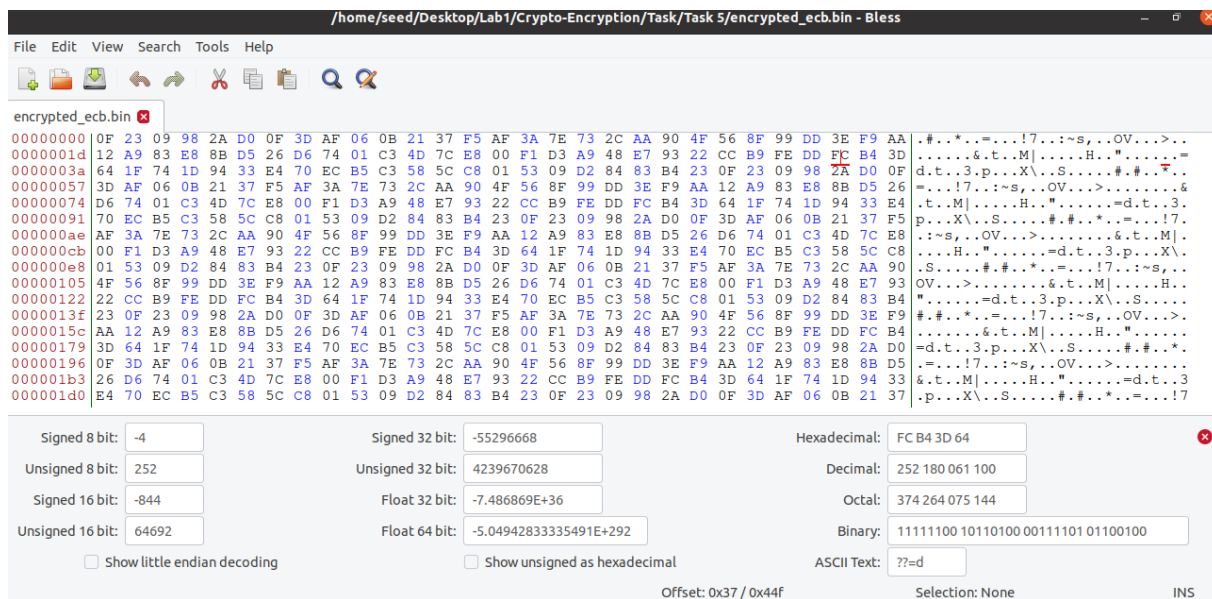 /home/seed/Desktop/Lab1/Crypto-Encryption/Task/Task 5/encrypted_ecb.bin - Bless
File Edit View Search Tools Help
encrypted_ecb.bin
00000000 0F 23 09 98 2A D0 0F 3D AF 06 0B 21 37 F5 AF 3A 7E 73 2C AA 90 4F 56 8F 99 DD 3E F9 AA .#..*..=...!7..:~s,..OV...>..
0000001d 12 A9 83 E8 8B D5 26 D6 74 01 C3 4D 7C E8 00 F1 D3 A9 48 E7 93 22 CC B9 FE DD FC B4 3D ......&.t..M|.....H.."......=
0000003a 64 1F 74 1D 94 33 E4 70 EC B5 C3 58 5C C8 01 53 09 D2 84 83 B4 23 0F 23 09 98 2A D0 0F d.t..3.p...X\..S.....#.#..*..
00000057 3D AF 06 0B 21 37 F5 AF 3A 7E 73 2C AA 90 4F 56 8F 99 DD 3E F9 AA 12 A9 83 E8 8B D5 26 =...!7..:~s,..OV...>........&
00000074 D6 74 01 C3 4D 7C E8 00 F1 D3 A9 48 E7 93 22 CC B9 FE DD FC B4 3D 64 1F 74 1D 94 33 E4 .t..M|.....H.."......=d.t..3.
00000091 70 EC B5 C3 58 5C C8 01 53 09 D2 84 83 B4 23 0F 23 09 98 2A D0 0F 3D AF 06 0B 21 37 F5 p...X\..S.....#.#..*..=...!7.
000000ae AF 3A 7E 73 2C AA 90 4F 56 8F 99 DD 3E F9 AA 12 A9 83 E8 8B D5 26 D6 74 01 C3 4D 7C E8 .:~s,..OV...>........&.t..M|.
000000cb 00 F1 D3 A9 48 E7 93 22 CC B9 FE DD FC B4 3D 64 1F 74 1D 94 33 E4 70 EC B5 C3 58 5C C8 ....H.."......=d.t..3.p...X\.
000000e8 01 53 09 D2 84 83 B4 23 0F 23 09 98 2A D0 0F 3D AF 06 0B 21 37 F5 AF 3A 7E 73 2C AA 90 .S.....#.#..*..=...!7..:~s,..
00000105 4F 56 8F 99 DD 3E F9 AA 12 A9 83 E8 8B D5 26 D6 74 01 C3 4D 7C E8 00 F1 D3 A9 48 E7 93 OV...>........&.t..M|.....H..
00000122 22 CC B9 FE DD FC B4 3D 64 1F 74 1D 94 33 E4 70 EC B5 C3 58 5C C8 01 53 09 D2 84 83 B4 "......=d.t..3.p...X\..S.....
0000013f 23 0F 23 09 98 2A D0 0F 3D AF 06 0B 21 37 F5 AF 3A 7E 73 2C AA 90 4F 56 8F 99 DD 3E F9 #.#..*..=...!7..:~s,..OV...>.
0000015c AA 12 A9 83 E8 8B D5 26 D6 74 01 C3 4D 7C E8 00 F1 D3 A9 48 E7 93 22 CC B9 FE DD FC B4 .......&.t..M|.....H.."......
00000179 3D 64 1F 74 1D 94 33 E4 70 EC B5 C3 58 5C C8 01 53 09 D2 84 83 B4 23 0F 23 09 98 2A D0 =d.t..3.p...X\..S.....#.#..*.
00000196 0F 3D AF 06 0B 21 37 F5 AF 3A 7E 73 2C AA 90 4F 56 8F 99 DD 3E F9 AA 12 A9 83 E8 8B D5 .=...!7..:~s,..OV...>........
000001b3 26 D6 74 01 C3 4D 7C E8 00 F1 D3 A9 48 E7 93 22 CC B9 FE DD FC B4 3D 64 1F 74 1D 94 33 &.t..M|.....H.."......=d.t..3
000001d0 E4 70 EC B5 C3 58 5C C8 01 53 09 D2 84 83 B4 23 0F 23 09 98 2A D0 0F 3D AF 06 0B 21 37 .p...X\..S.....#.#..*..=...!7
Signed 8 bit: -4 Signed 32 bit: -55296668 Hexadecimal: FC B4 3D 64
Unsigned 8 bit: 252 Unsigned 32 bit: 4239670628 Decimal: 252 180 061 100
Signed 16 bit: -844 Float 32 bit: -7.486869E+36 Octal: 374 264 075 144
Unsigned 16 bit: 64692 Float 64 bit: -5.04942833335491E+292 Binary: 11111100 10110100 00111101 01100100
Show little endian decoding Show unsigned as hexadecimal ASCII Text: ??=d
Offset: 0x37 / 0x44f Selection: None INS